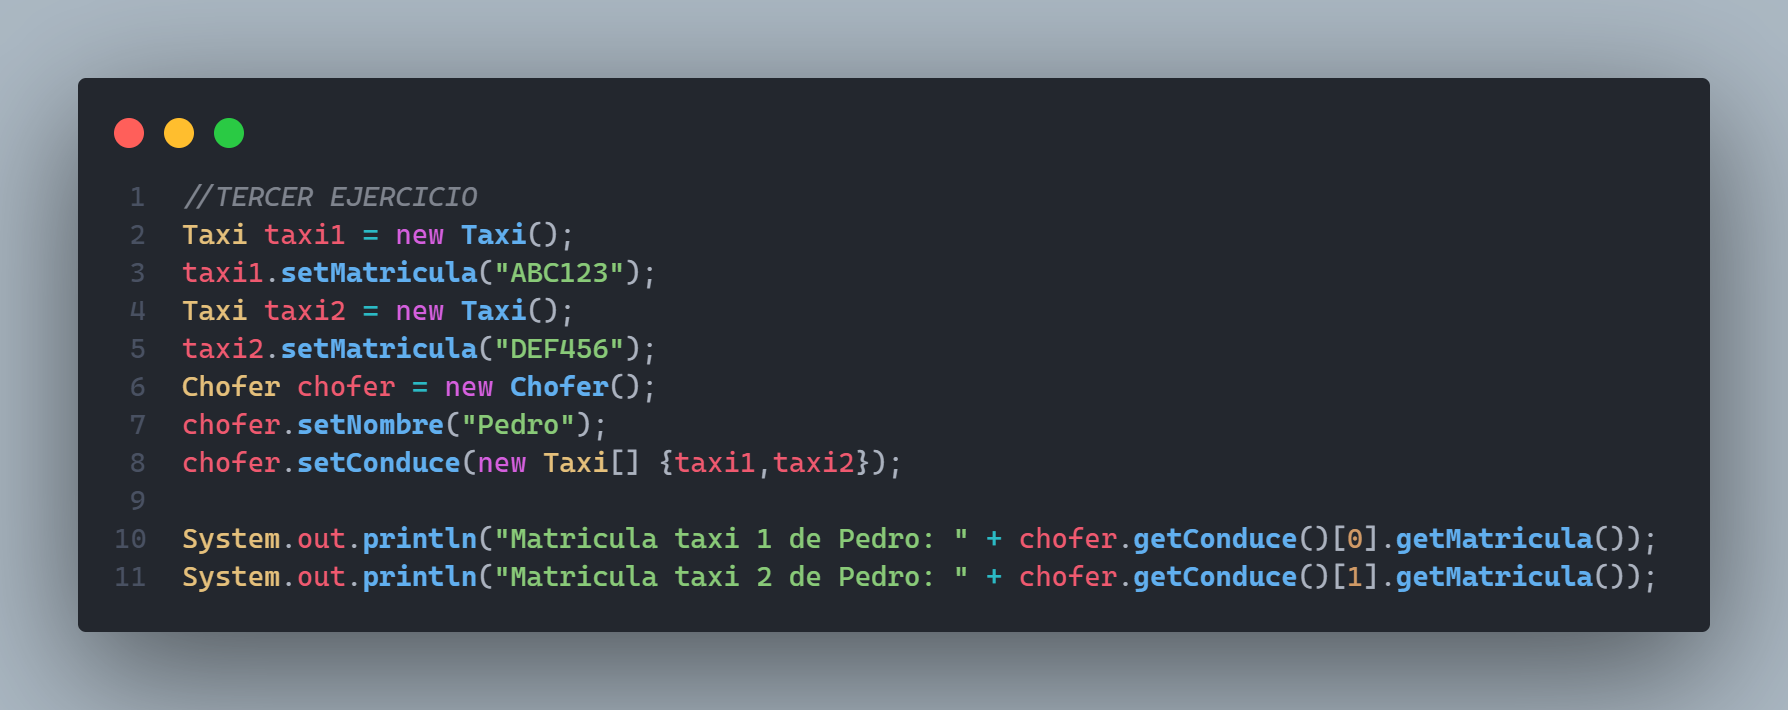 1 //TERCER EJERCICIO
2 Taxi taxi1 = new Taxi();
3 taxi1.setMatricula("ABC123");
4 Taxi taxi2 = new Taxi();
5 taxi2.setMatricula("DEF456");
6 Chofer chofer = new Chofer();
7 chofer.setNombre("Pedro");
8 chofer.setConduce(new Taxi[] {taxi1,taxi2});
9
10 System.out.println("Matricula taxi 1 de Pedro: " + chofer.getConduce()[0].getMatricula());
11 System.out.println("Matricula taxi 2 de Pedro: " + chofer.getConduce()[1].getMatricula());